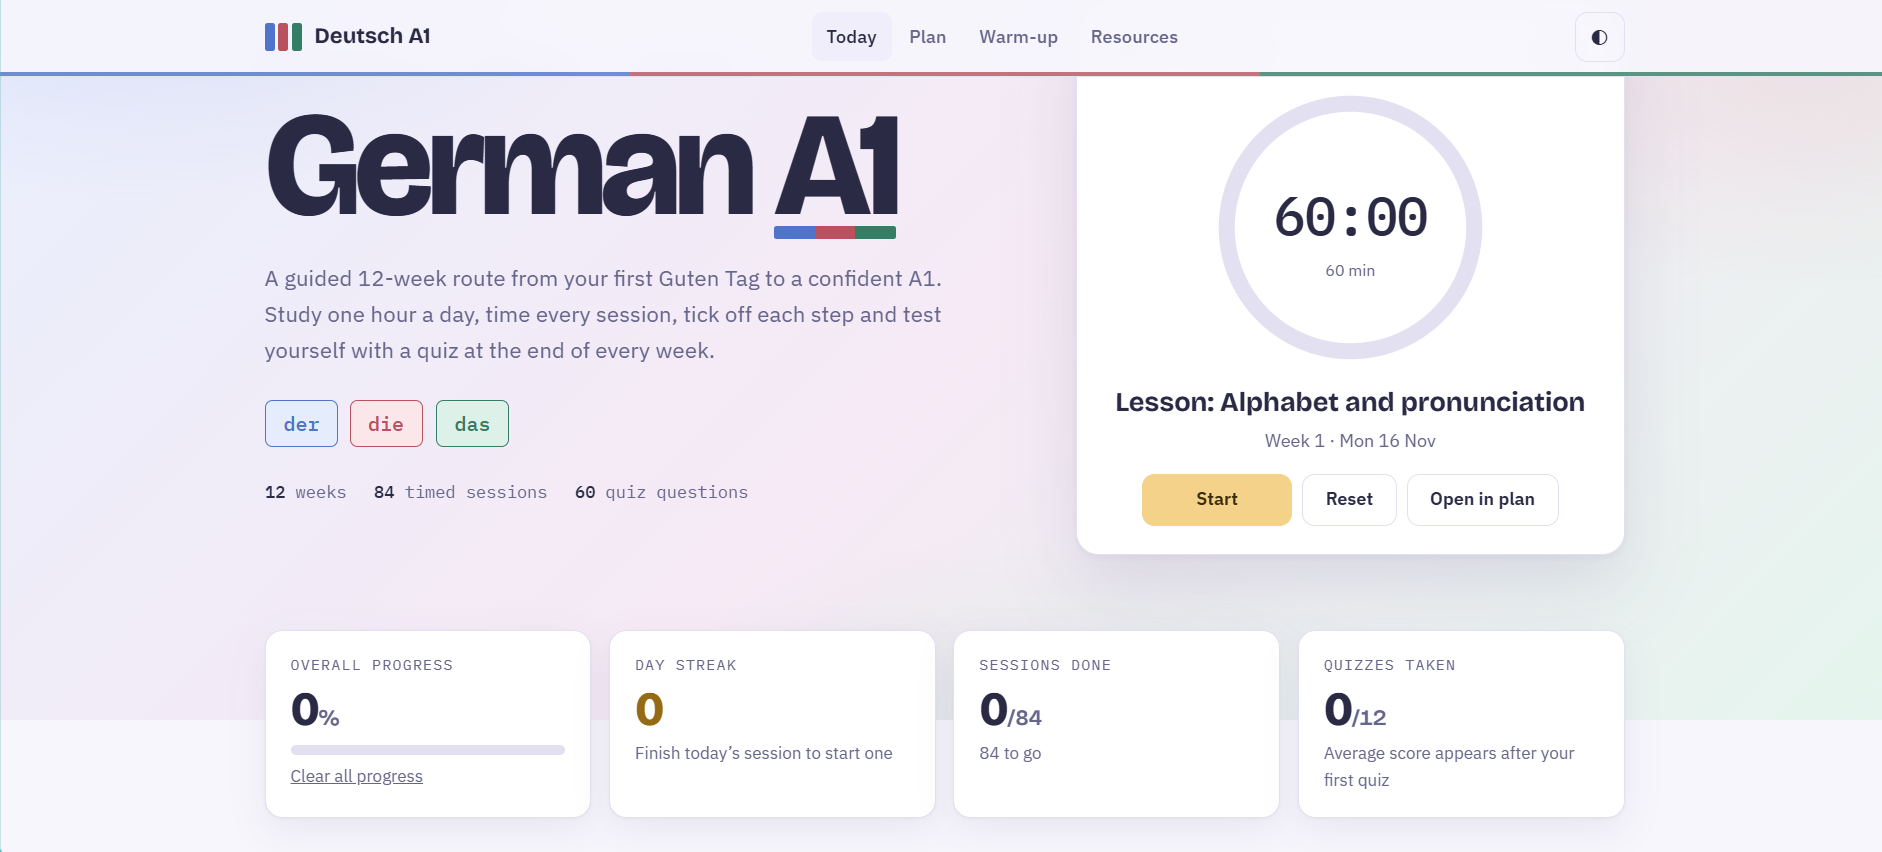 Deutsch A1
Today Plan Warm-up Resources
German A1
A guided 12-week route from your first Guten Tag to a confident A1.
Study one hour a day, time every session, tick off each step and test
yourself with a quiz at the end of every week.
der die das
12 weeks 84 timed sessions 60 quiz questions
60:00
60 min
Lesson: Alphabet and pronunciation
Week 1 · Mon 16 Nov
Start Reset Open in plan
OVERALL PROGRESS
0%
Clear all progress
DAY STREAK
0
Finish today’s session to start one
SESSIONS DONE
0/84
84 to go
QUIZZES TAKEN
0/12
Average score appears after your
first quiz